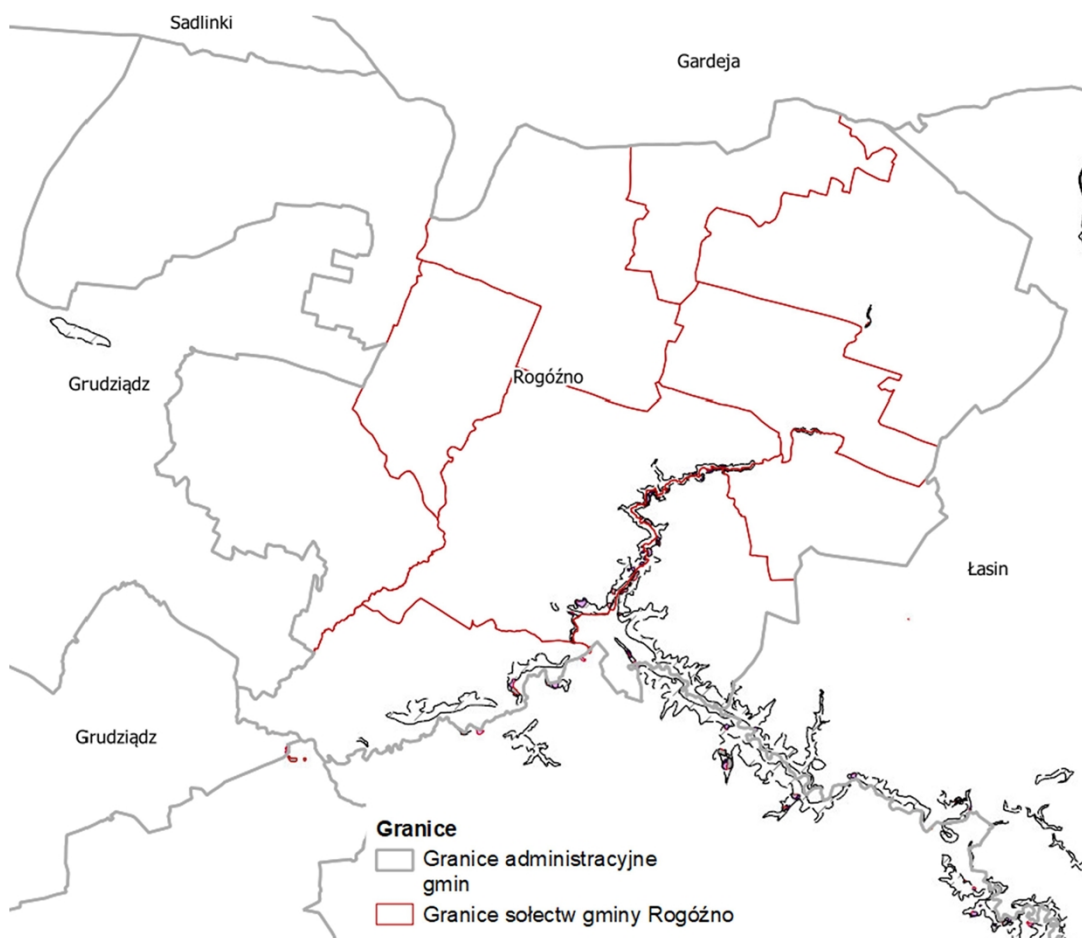 Sadlinki
Gardeja
Rogóźno
Grudziądz
Łasin
Grudziądz
Granice
Granice administracyjne
gmin
Granice sołectw gminy Rogóźno